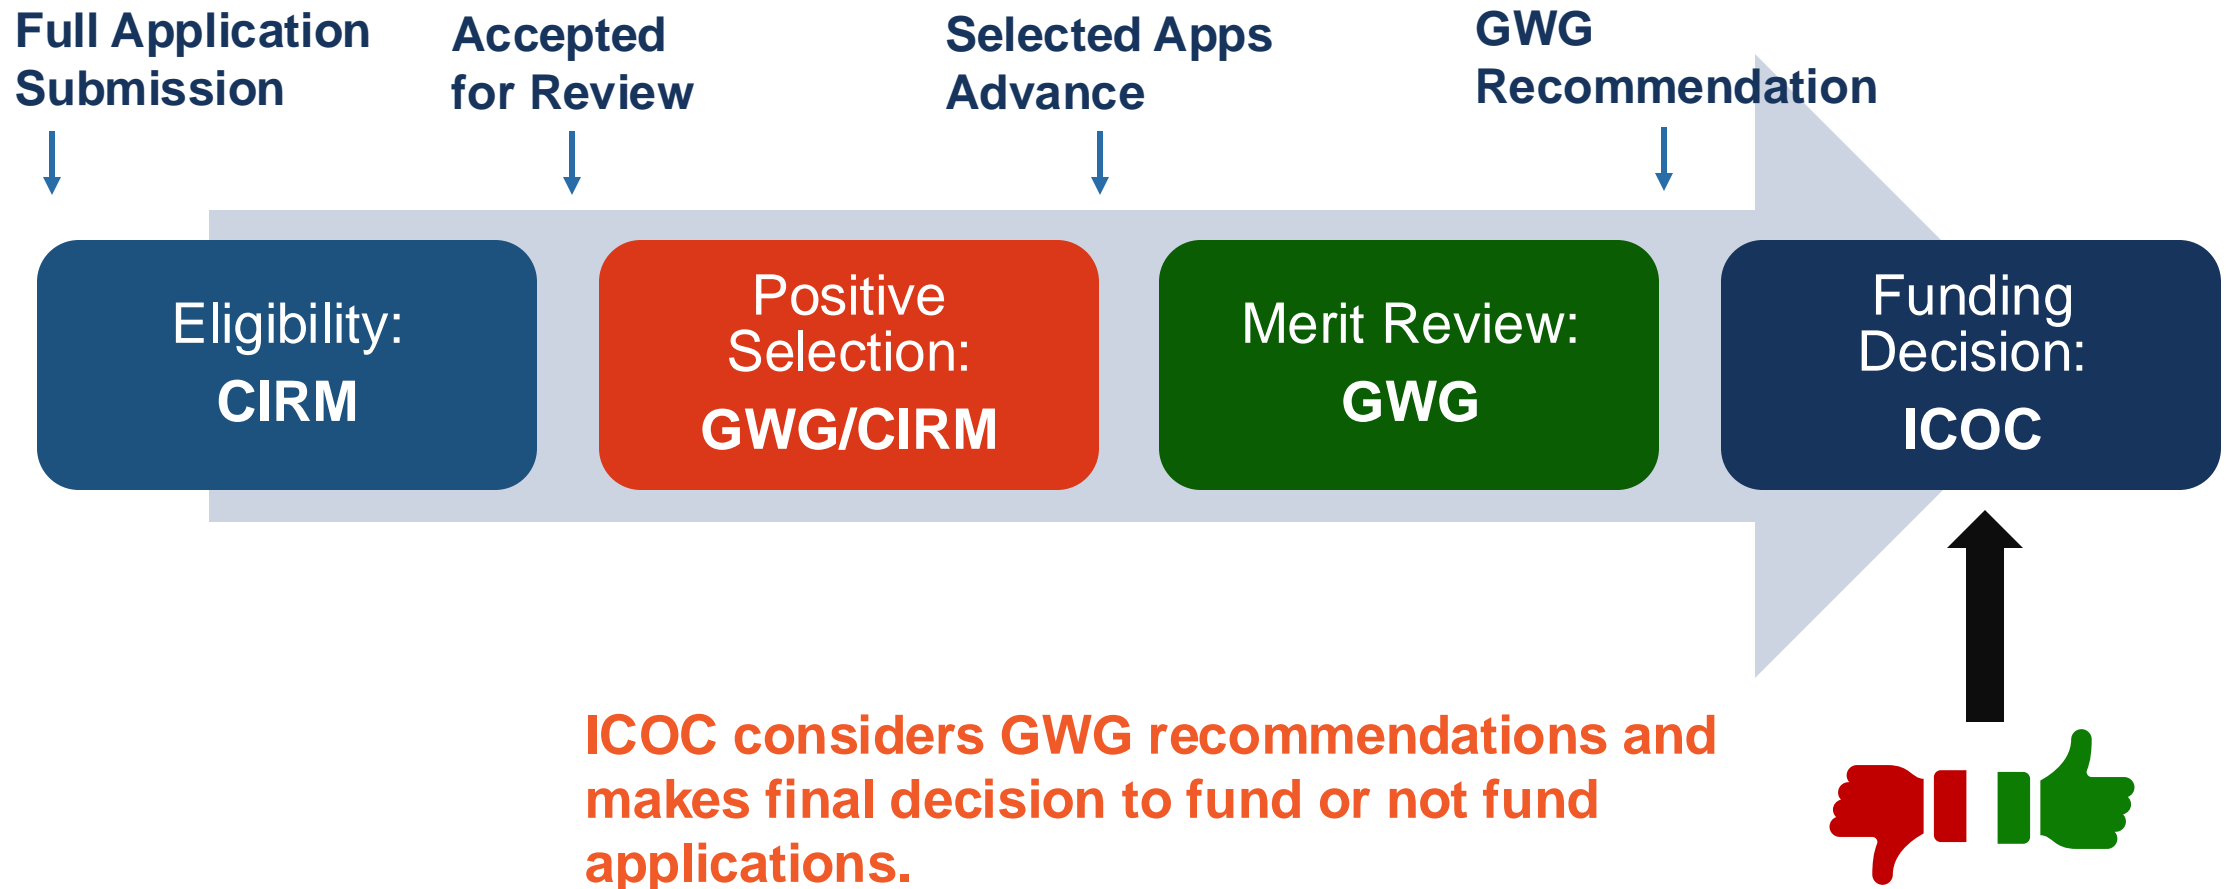 Full Application
Submission
Accepted
for Review
Selected Apps
Advance
GWG
Recommendation
Eligibility:
CIRM
Positive
Selection:
GWG/CIRM
Merit Review:
GWG
Funding
Decision:
ICOC
ICOC considers GWG recommendations and
makes final decision to fund or not fund
applications.